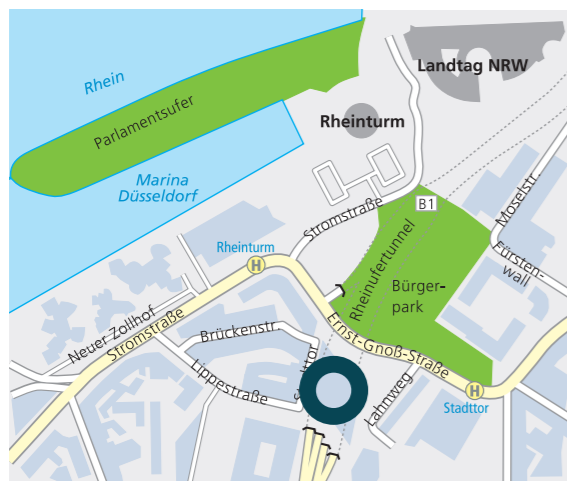 Landtag NRW
Rhein
Parlamentsufer
Rheinturm
Marina
Düsseldorf
Moselstr.
B1
Stromstraße
Rheinufertunnel
Fürsten-
wall
Rheinturm
H
Bürger-
park
Neuer Zollhof
Stromstraße
Brückenstr.
Ernst-Gnoß-Straße
Lippestraße
Lahnweg
H
Stadttor